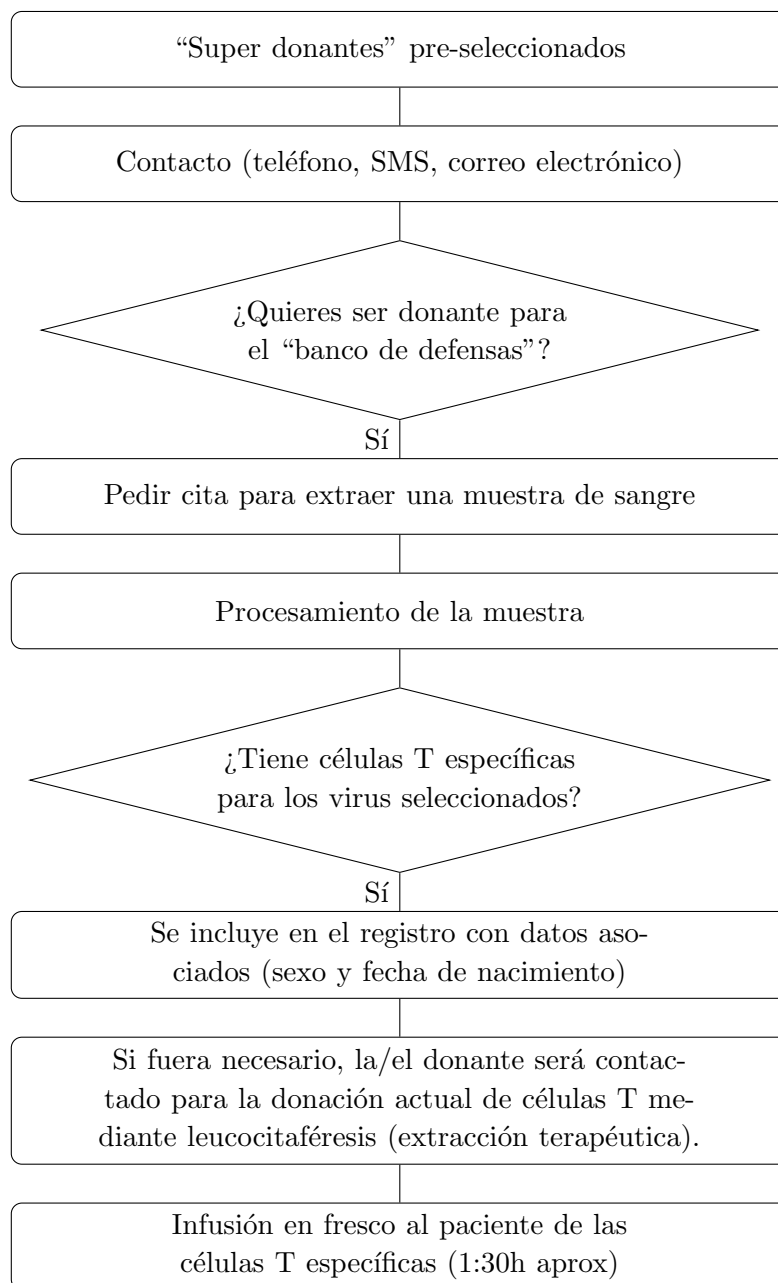 “Super donantes” pre-seleccionados
Contacto (teléfono, SMS, correo electrónico)
¿Quieres ser donante para
el “banco de defensas”?
Sí
Pedir cita para extraer una muestra de sangre
Procesamiento de la muestra
¿Tiene células T específicas
para los virus seleccionados?
Sí
Se incluye en el registro con datos aso-
ciados (sexo y fecha de nacimiento)
Si fuera necesario, la/el donante será contac-
tado para la donación actual de células T me-
diante leucocitaféresis (extracción terapéutica).
Infusión en fresco al paciente de las
células T específicas (1:30h aprox)